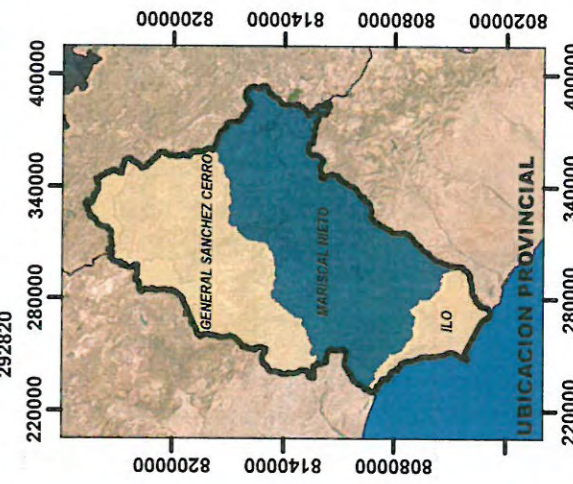 292820
220000 280000 340000 400000
8200000 8140000 8080000 8020000
8200000 8140000 8080000
GENERAL SANCHEZ CERRO
MARISCAL NIETO
ILO
UBICACION PROVINCIAL
220000 280000 340000 400000